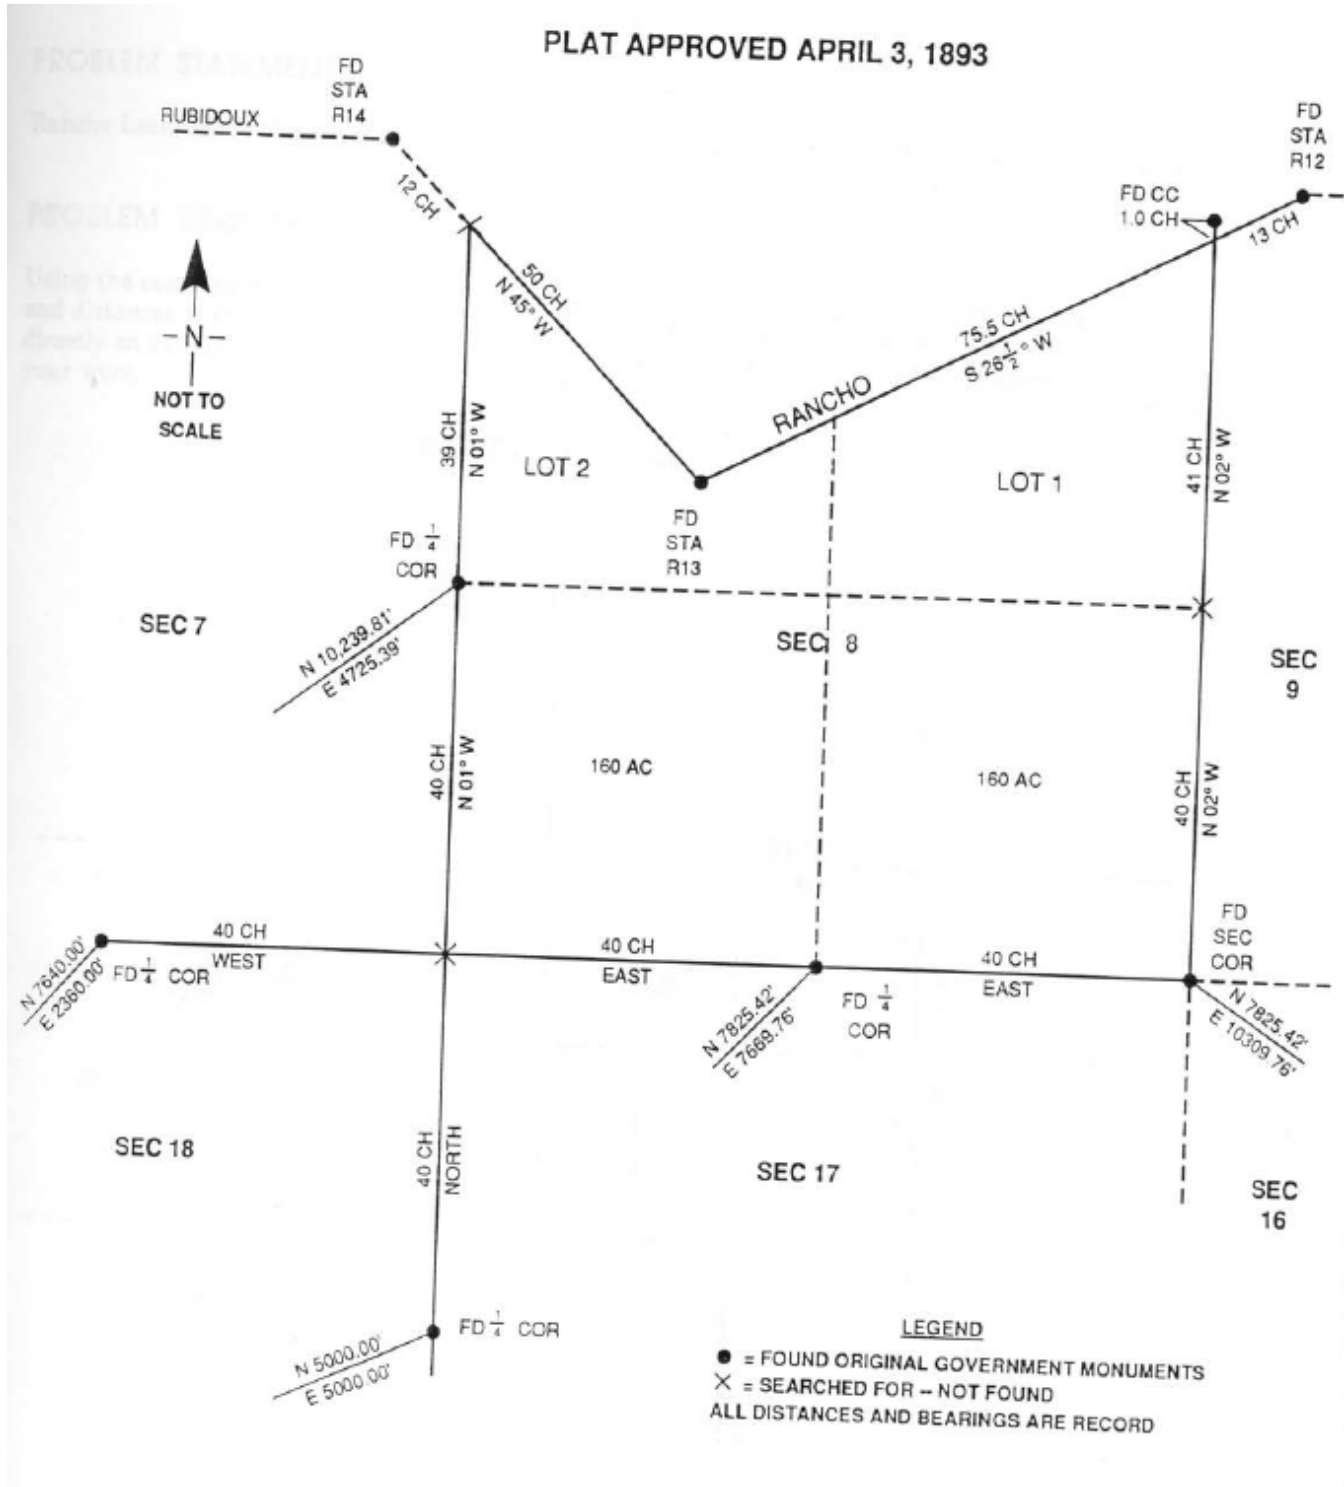 PLAT APPROVED APRIL 3, 1893
FD
STA
R14
RUBIDOUX
FD
STA
R12
FD CC
1.0 CH
12 CH
13 CH
50 CH
N 45° W
75.5 CH
S 26 1/2° W
-N-
NOT TO
SCALE
RANCHO
39 CH
N 01° W
LOT 2
LOT 1
41 CH
N 02° W
FD
STA
R13
FD 1/4
COR
SEC 7
N 10,239.81'
E 4725.39'
SEC 8
SEC
9
40 CH
N 01° W
160 AC
160 AC
40 CH
N 02° W
FD
SEC
COR
40 CH
WEST
40 CH
EAST
40 CH
EAST
N 7640.00'
E 2360.00'
FD 1/4 COR
N 7825.42'
E 7669.76'
FD 1/4
COR
N 7825.42'
E 10309.76'
SEC 18
40 CH
NORTH
SEC 17
SEC
16
FD 1/4 COR
N 5000.00'
E 5000.00'
LEGEND
● = FOUND ORIGINAL GOVERNMENT MONUMENTS
X = SEARCHED FOR – NOT FOUND
ALL DISTANCES AND BEARINGS ARE RECORD